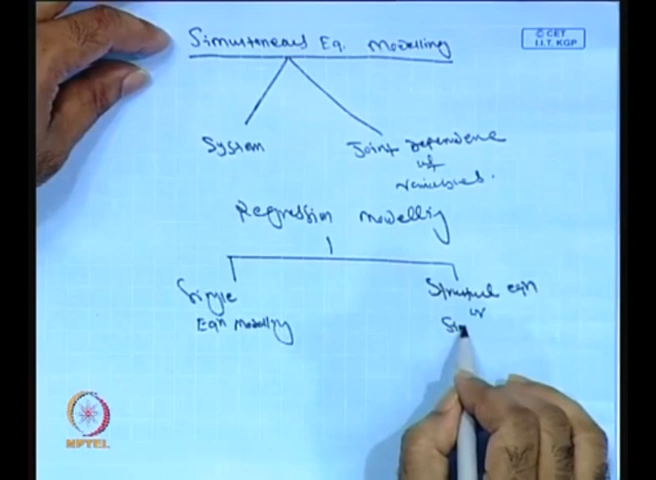 Simultaneous Eq. Modelling
© CET
I.I.T. KGP
System
Joint Dependence
of
variables.
Regression modelling
Single
Eqn modelling
Structural eqn
or
NPTEL